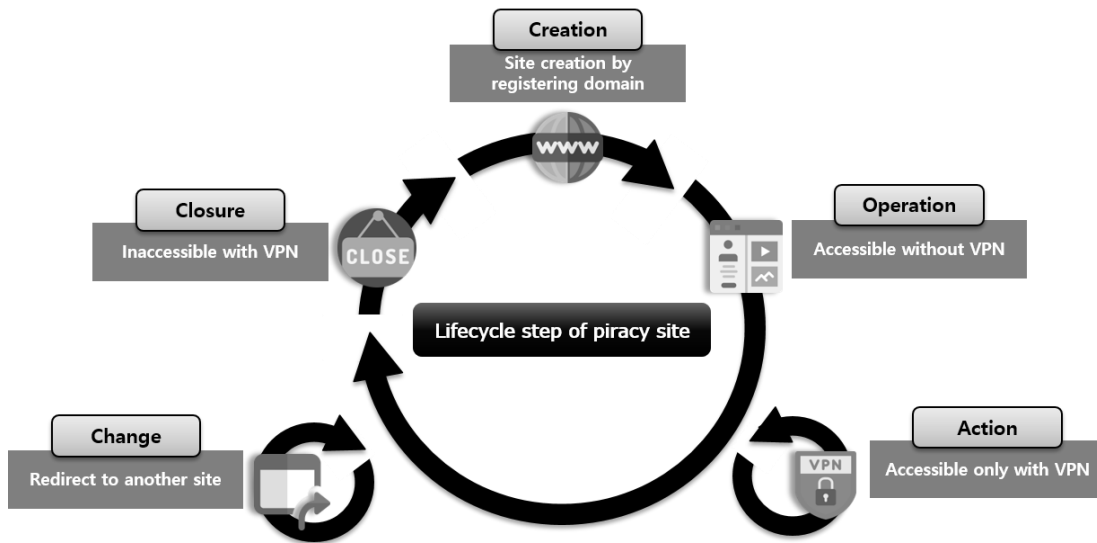 Creation
Site creation by
registering domain
WWW
Closure
Inaccessible with VPN
CLOSE
Operation
Accessible without VPN
Lifecycle step of piracy site
Change
Redirect to another site
Action
Accessible only with VPN
VPN